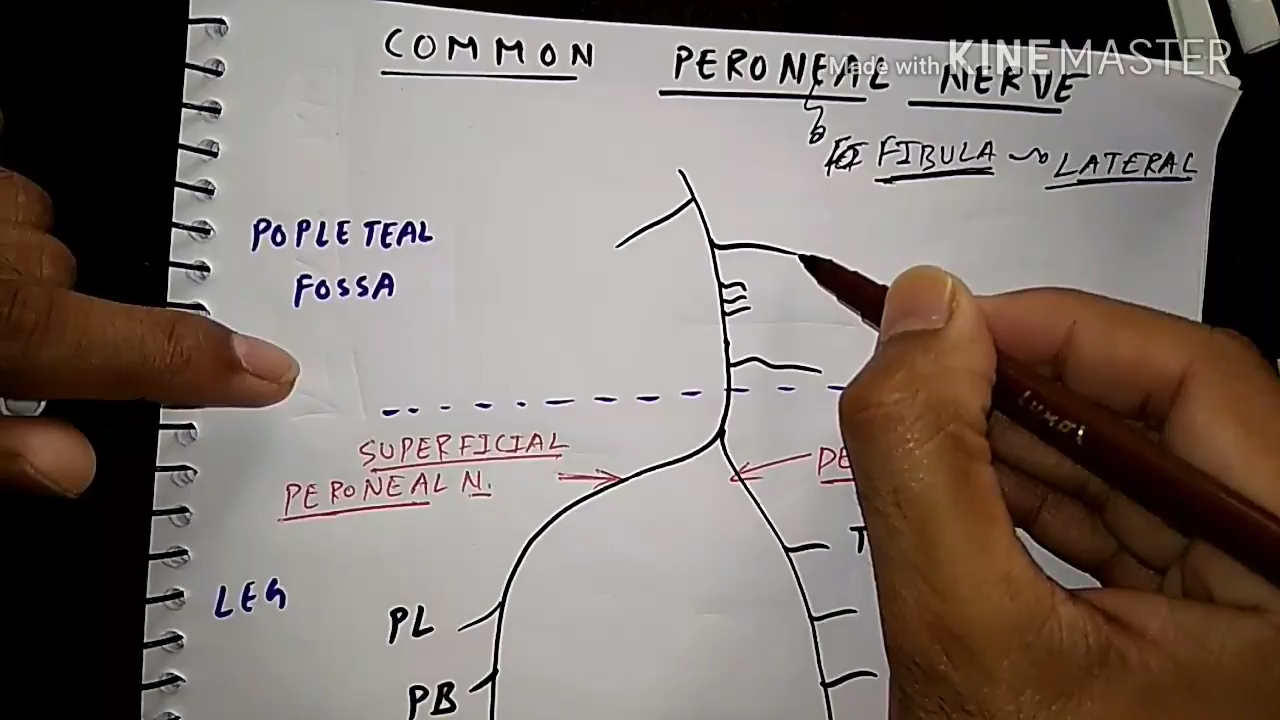 COMMON PERONEAL NERVE
Made with KINEMASTER
FIBULA LATERAL
POPLETEAL
FOSSA
SUPERFICIAL
PERONEAL N.
LEG
PL
PB